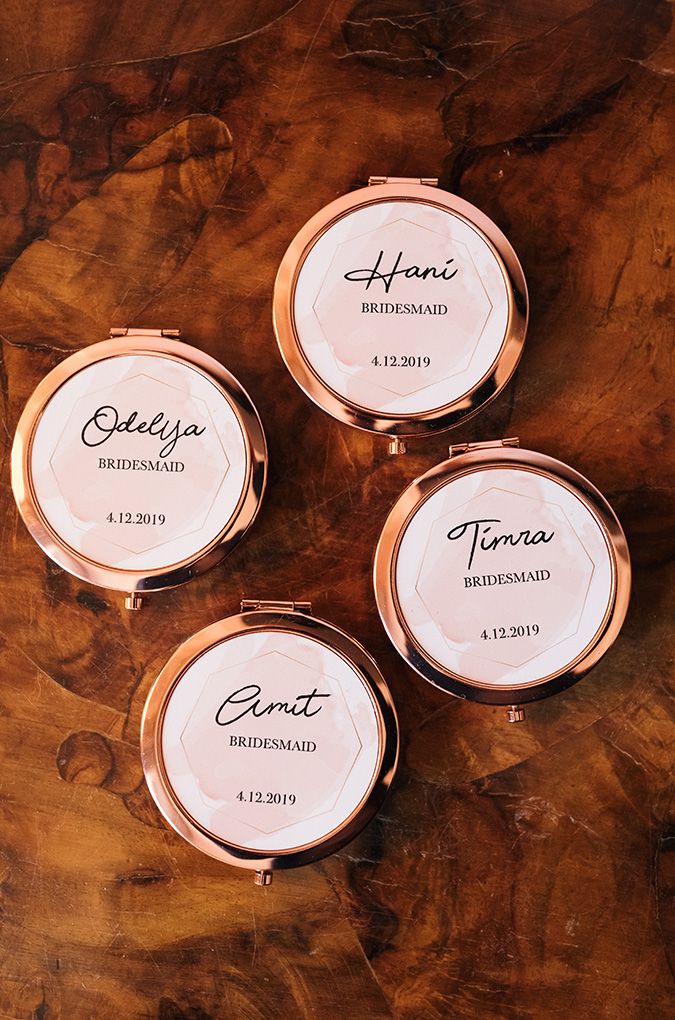 Hani
BRIDESMAID
4.12.2019
Odelya
BRIDESMAID
4.12.2019
Timra
BRIDESMAID
4.12.2019
Amit
BRIDESMAID
4.12.2019